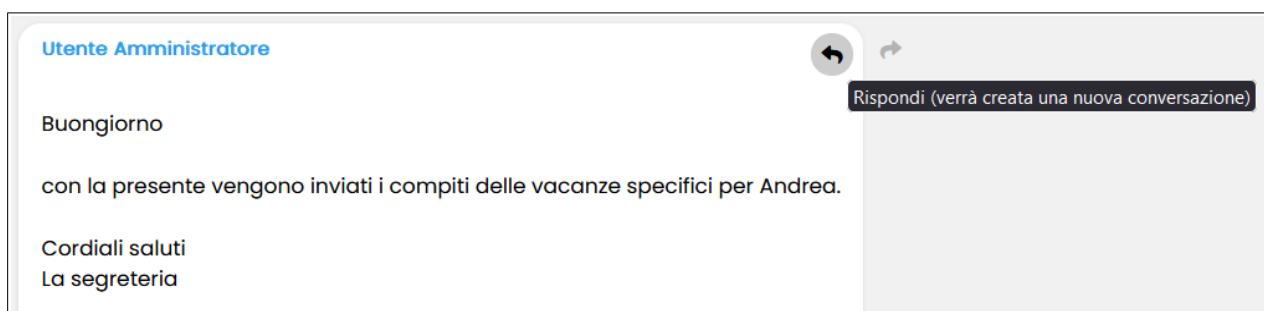 Utente Amministratore
Rispondi (verrà creata una nuova conversazione)
Buongiorno
con la presente vengono inviati i compiti delle vacanze specifici per Andrea.
Cordiali saluti
La segreteria